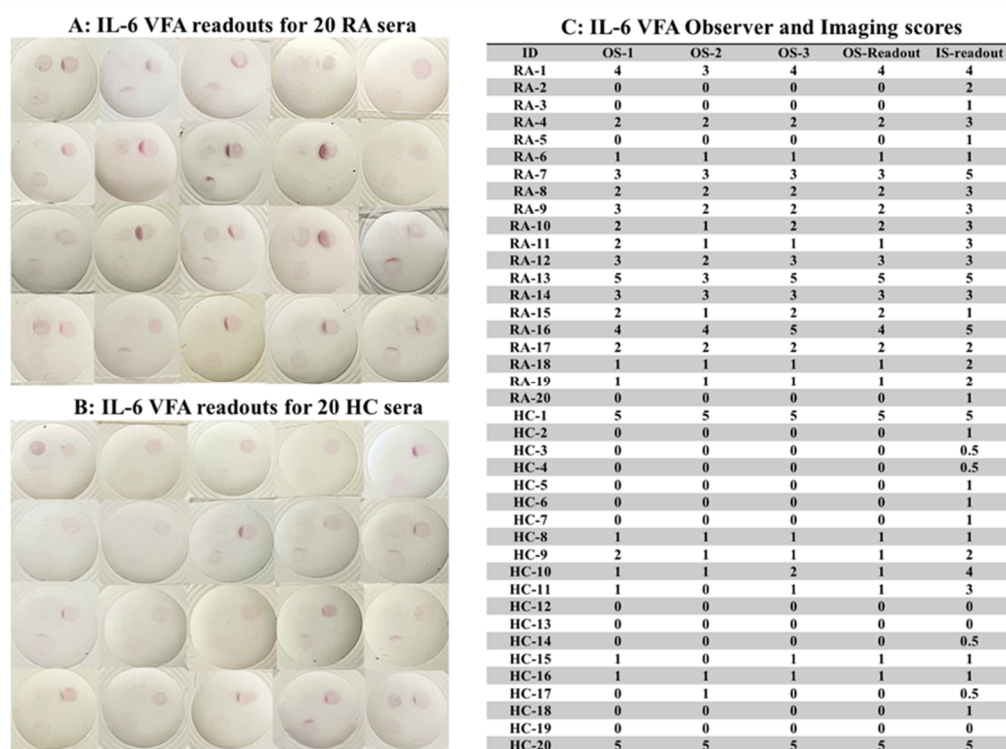 A: IL-6 VFA readouts for 20 RA sera
B: IL-6 VFA readouts for 20 HC sera
C: IL-6 VFA Observer and Imaging scores
ID OS-1 OS-2 OS-3 OS-Readout IS-readout
RA-1 4 3 4 4 4
RA-2 0 0 0 0 2
RA-3 0 0 0 0 1
RA-4 2 2 2 2 3
RA-5 0 0 0 0 1
RA-6 1 1 1 1 1
RA-7 3 3 3 3 5
RA-8 2 2 2 2 3
RA-9 3 2 2 2 3
RA-10 2 1 2 2 3
RA-11 2 1 1 1 3
RA-12 3 2 3 3 3
RA-13 5 3 5 5 5
RA-14 3 3 3 3 3
RA-15 2 1 2 2 1
RA-16 4 4 5 4 5
RA-17 2 2 2 2 2
RA-18 1 1 1 1 2
RA-19 1 1 1 1 2
RA-20 0 0 0 0 1
HC-1 5 5 5 5 5
HC-2 0 0 0 0 1
HC-3 0 0 0 0 0.5
HC-4 0 0 0 0 0.5
HC-5 0 0 0 0 1
HC-6 0 0 0 0 1
HC-7 0 0 0 0 1
HC-8 1 1 1 1 1
HC-9 2 1 1 1 2
HC-10 1 1 2 1 4
HC-11 1 0 1 1 3
HC-12 0 0 0 0 0
HC-13 0 0 0 0 0
HC-14 0 0 0 0 0.5
HC-15 1 0 1 1 1
HC-16 1 1 1 1 1
HC-17 0 1 0 0 0.5
HC-18 0 0 0 0 1
HC-19 0 0 0 0 0
HC-20 5 5 5 5 5